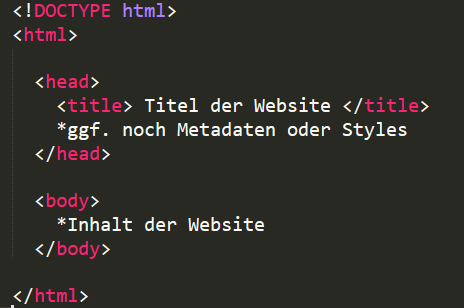 <!DOCTYPE html>
<html>
<head>
<title> Titel der Website </title>
*ggf. noch Metadaten oder Styles
</head>
<body>
*Inhalt der Website
</body>
</html>